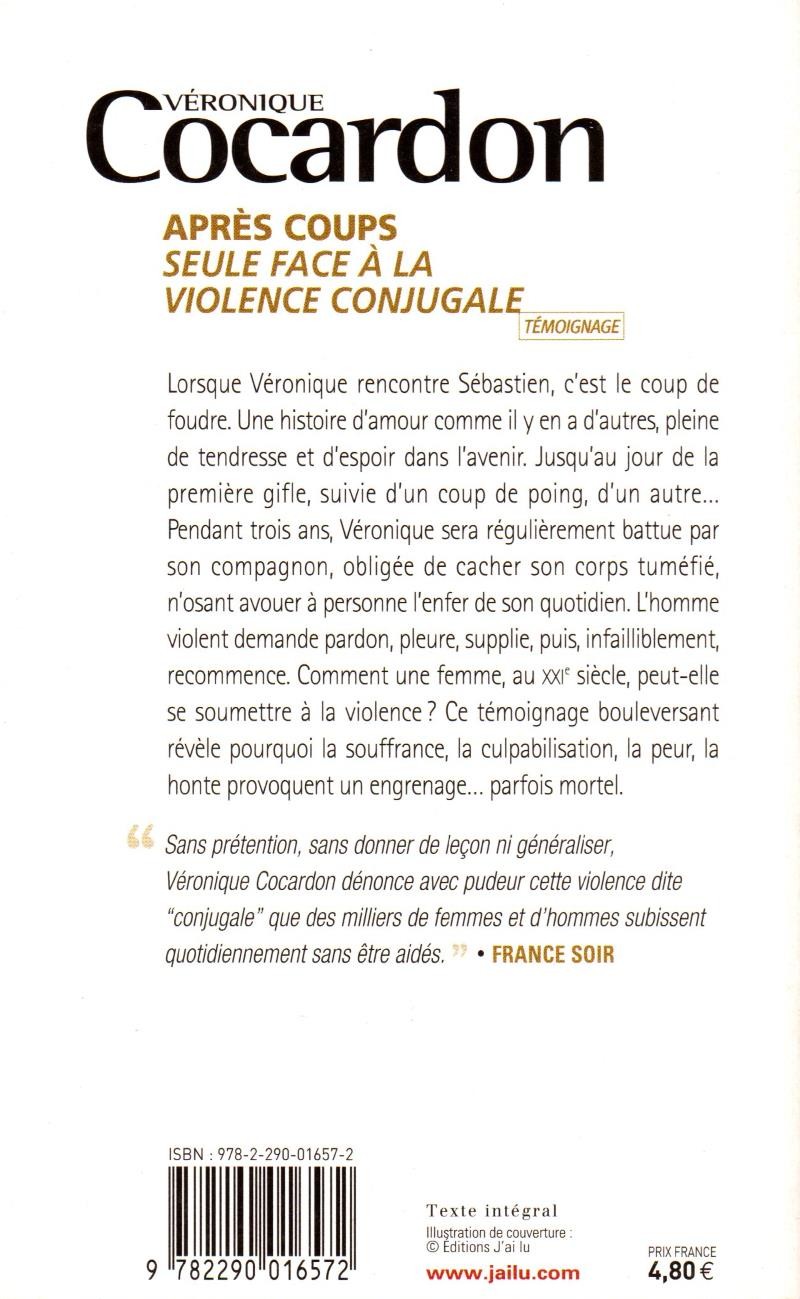 VÉRONIQUE
Cocardon
APRÈS COUPS
SEULE FACE À LA
VIOLENCE CONJUGALE
TÉMOIGNAGE
Lorsque Véronique rencontre Sébastien, c'est le coup de
foudre. Une histoire d'amour comme il y en a d'autres, pleine
de tendresse et d'espoir dans l'avenir. Jusqu'au jour de la
première gifle, suivie d'un coup de poing, d'un autre...
Pendant trois ans, Véronique sera régulièrement battue par
son compagnon, obligée de cacher son corps tuméfié,
n'osant avouer à personne l'enfer de son quotidien. L'homme
violent demande pardon, pleure, supplie, puis, infailliblement,
recommence. Comment une femme, au XXIe siècle, peut-elle
se soumettre à la violence ? Ce témoignage bouleversant
révèle pourquoi la souffrance, la culpabilisation, la peur, la
honte provoquent un engrenage... parfois mortel.
“ Sans prétention, sans donner de leçon ni généraliser,
Véronique Cocardon dénonce avec pudeur cette violence dite
"conjugale" que des milliers de femmes et d'hommes subissent
quotidiennement sans être aidés. ” • FRANCE SOIR
ISBN : 978-2-290-01657-2
9 782290 016572
Texte intégral
Illustration de couverture :
© Éditions J'ai lu
www.jailu.com
PRIX FRANCE
4,80 €